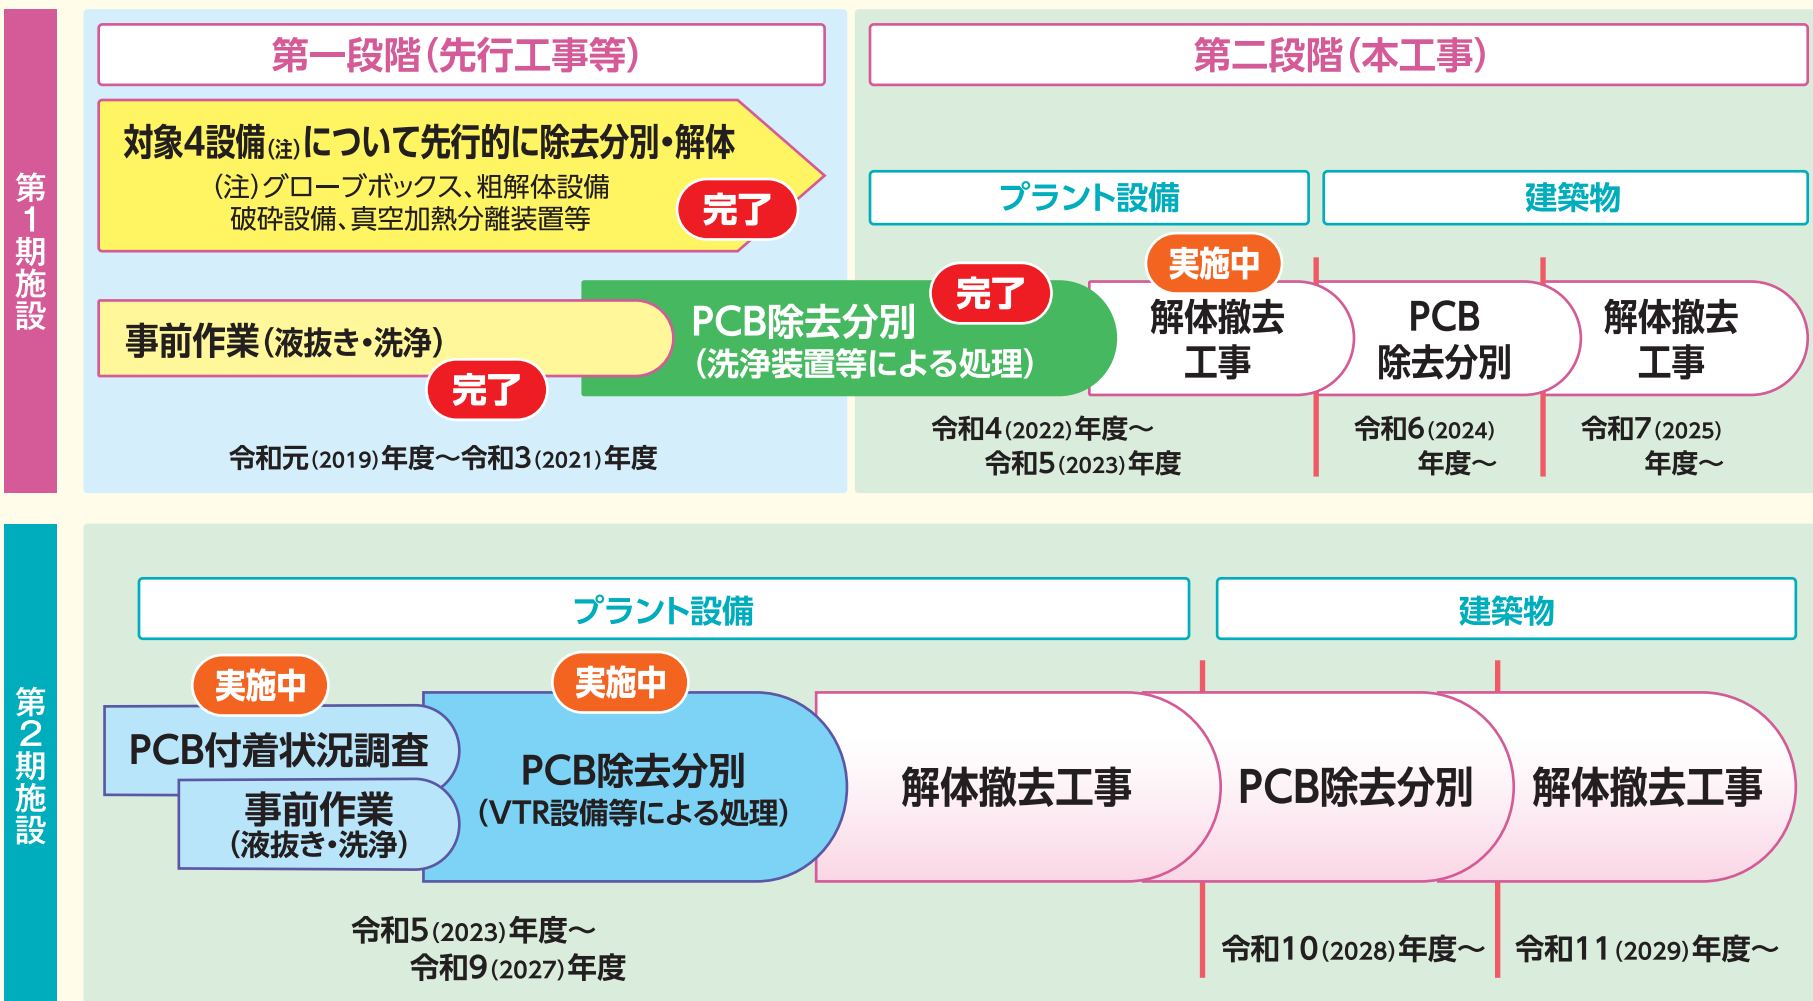 第1期施設
第一段階(先行工事等)
対象4設備(注)について先行的に除去分別・解体
(注)グローブボックス、粗解体設備
破砕設備、真空加熱分離装置等
完了
事前作業(液抜き・洗浄)
完了
令和元(2019)年度～令和3(2021)年度
第二段階(本工事)
プラント設備
建築物
PCB除去分別
(洗浄装置等による処理)
完了
実施中
解体撤去
工事
PCB
除去分別
解体撤去
工事
令和4(2022)年度～
令和5(2023)年度
令和6(2024)
年度～
令和7(2025)
年度～
第2期施設
プラント設備
建築物
実施中
PCB付着状況調査
事前作業
(液抜き・洗浄)
実施中
PCB除去分別
(VTR設備等による処理)
解体撤去工事
PCB除去分別
解体撤去工事
令和5(2023)年度～
令和9(2027)年度
令和10(2028)年度～
令和11(2029)年度～